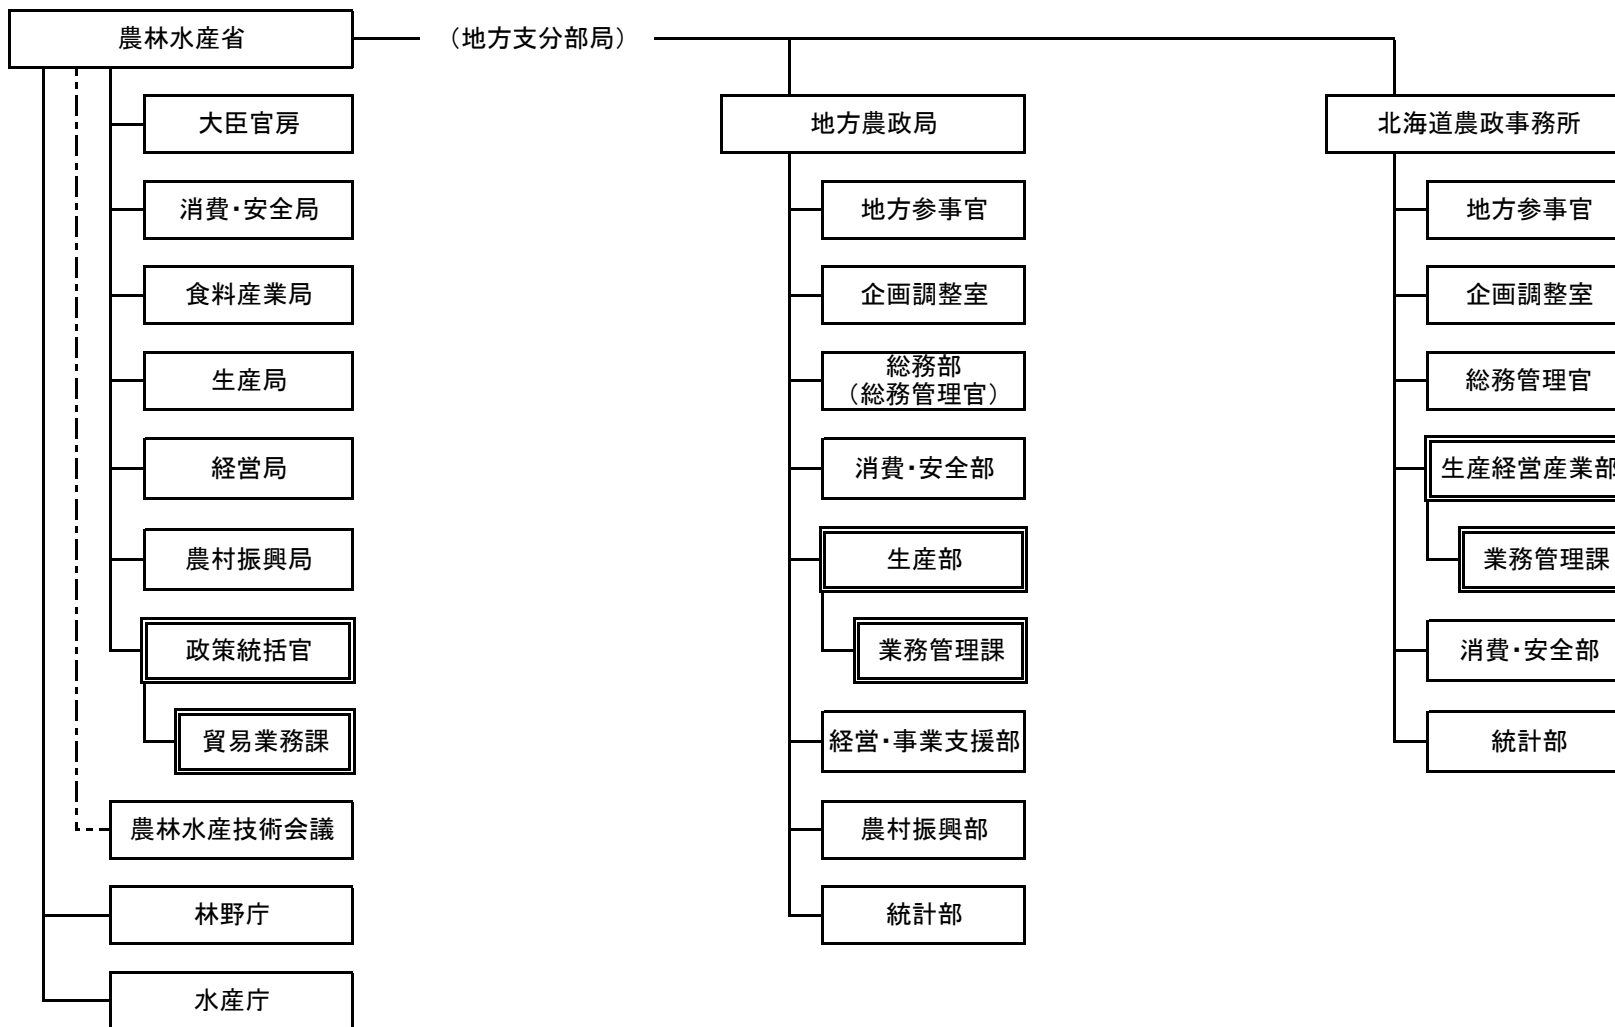 農林水産省
（地方支分部局）
大臣官房
消費・安全局
食料産業局
生産局
経営局
農村振興局
政策統括官
貿易業務課
農林水産技術会議
林野庁
水産庁
地方農政局
地方参事官
企画調整室
総務部
（総務管理官）
消費・安全部
生産部
業務管理課
経営・事業支援部
農村振興部
統計部
北海道農政事務所
地方参事官
企画調整室
総務管理官
生産経営産業部
業務管理課
消費・安全部
統計部